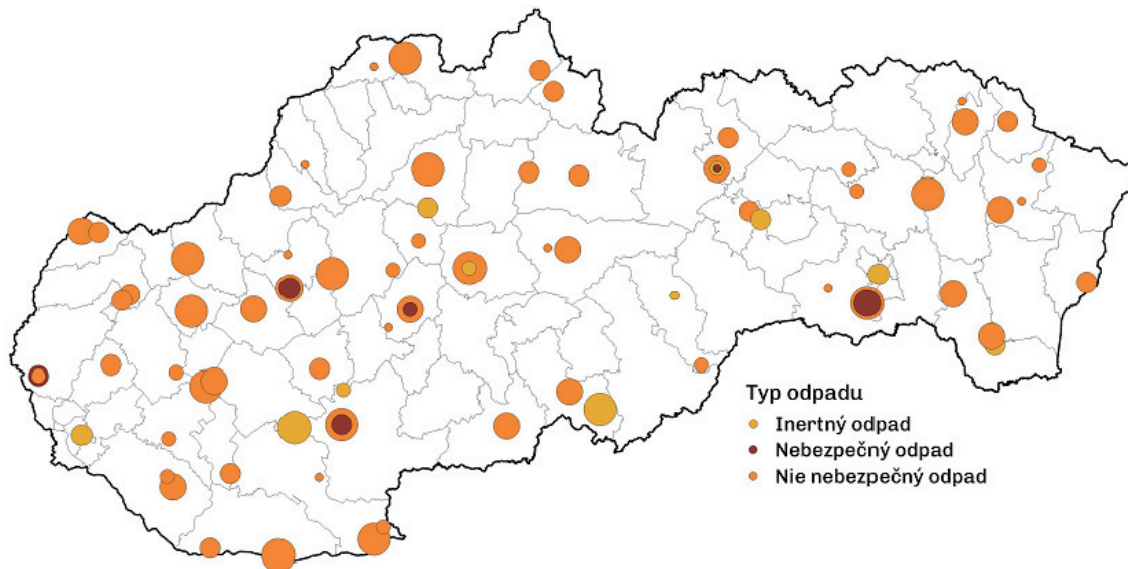 Typ odpadu
Inertný odpad
Nebezpečný odpad
Nie nebezpečný odpad